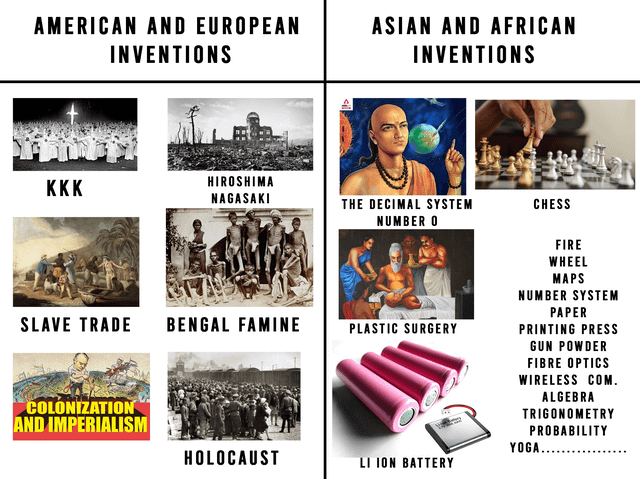 AMERICAN AND EUROPEAN
INVENTIONS
KKK
HIROSHIMA
NAGASAKI
SLAVE TRADE
BENGAL FAMINE
COLONIZATION
AND IMPERIALISM
HOLOCAUST
ASIAN AND AFRICAN
INVENTIONS
THE DECIMAL SYSTEM
NUMBER 0
CHESS
PLASTIC SURGERY
LI ION BATTERY
FIRE
WHEEL
MAPS
NUMBER SYSTEM
PAPER
PRINTING PRESS
GUN POWDER
FIBRE OPTICS
WIRELESS COM.
ALGEBRA
TRIGONOMETRY
PROBABILITY
YOGA.................